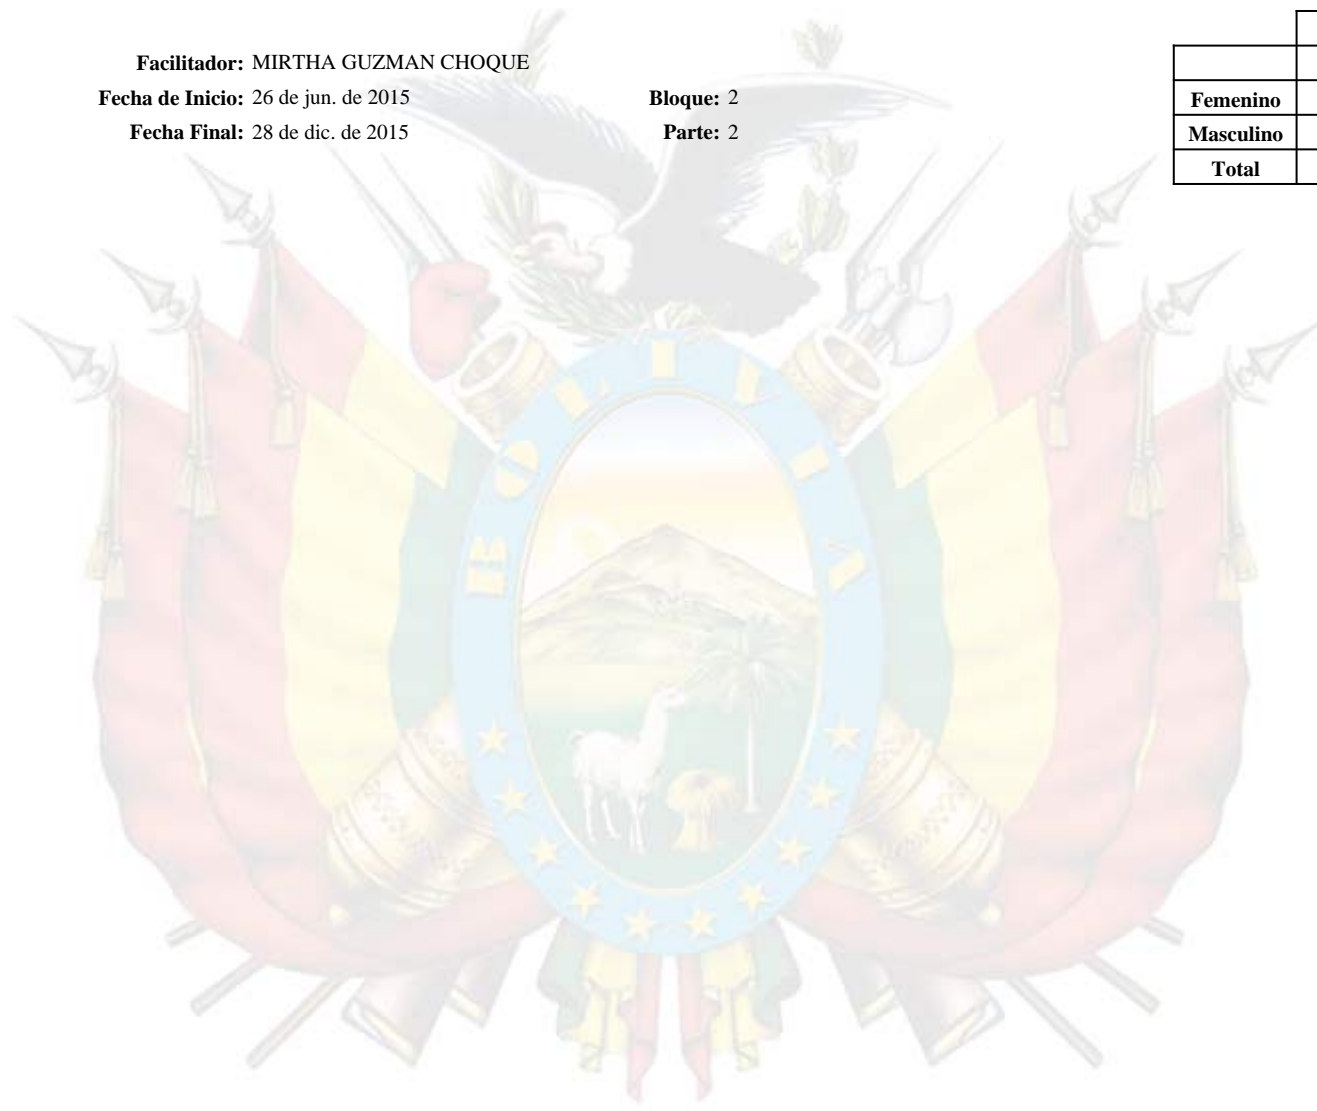 Facilitador: MIRTHA GUZMAN CHOQUE
Fecha de Inicio: 26 de jun. de 2015 Bloque: 2
Fecha Final: 28 de dic. de 2015 Parte: 2
Femenino
Masculino
Total
BOLIVIA